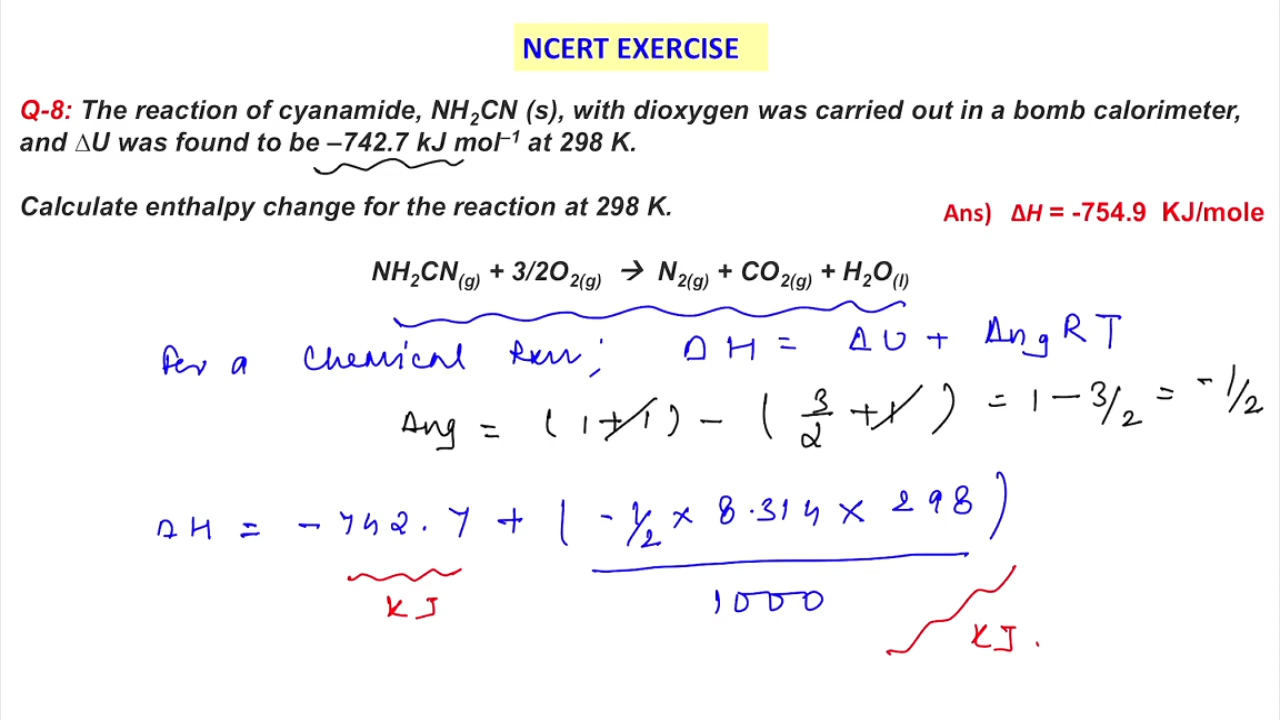 NCERT EXERCISE
Q-8: The reaction of cyanamide, NH₂CN (s), with dioxygen was carried out in a bomb calorimeter,
and ΔU was found to be –742.7 kJ mol⁻¹ at 298 K.
Calculate enthalpy change for the reaction at 298 K.
Ans) ΔH = -754.9 KJ/mole
NH₂CN(g) + 3/2O₂(g) → N₂(g) + CO₂(g) + H₂O(l)
For a Chemical Rxn; ΔH = ΔU + Δng RT
Δng = (1+1) – (3/2 + 1) = 1 – 3/2 = -1/2
ΔH = -742.7 + (-1/2 × 8.314 × 298)
1000
KJ
KJ.